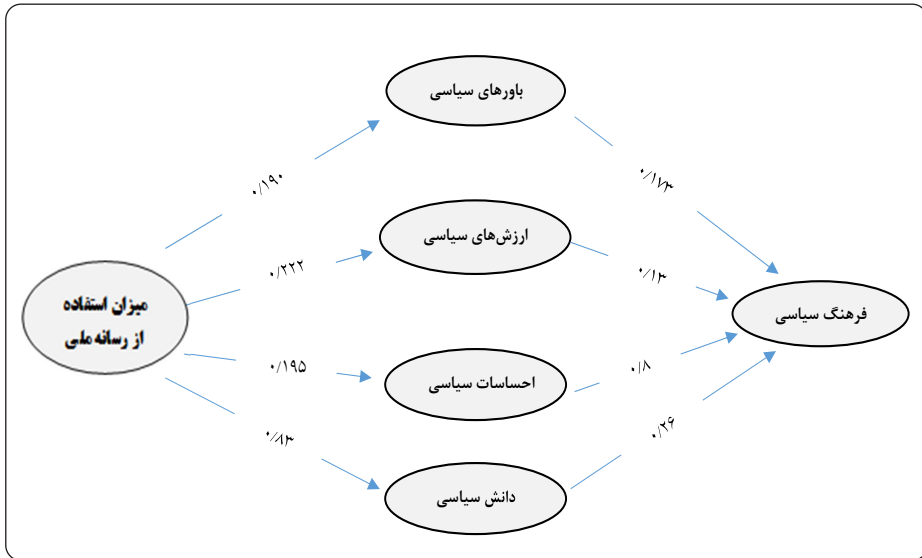 باورهای سیاسی
۰/۱۹۰
۰/۱۷۳
ارزش‌های سیاسی
۰/۲۲۲
۰/۱۳
میزان استفاده
از رسانه ملی
فرهنگ سیاسی
۰/۱۹۵
احساسات سیاسی
۰/۸
۰/۸۳
۰/۲۶
دانش سیاسی